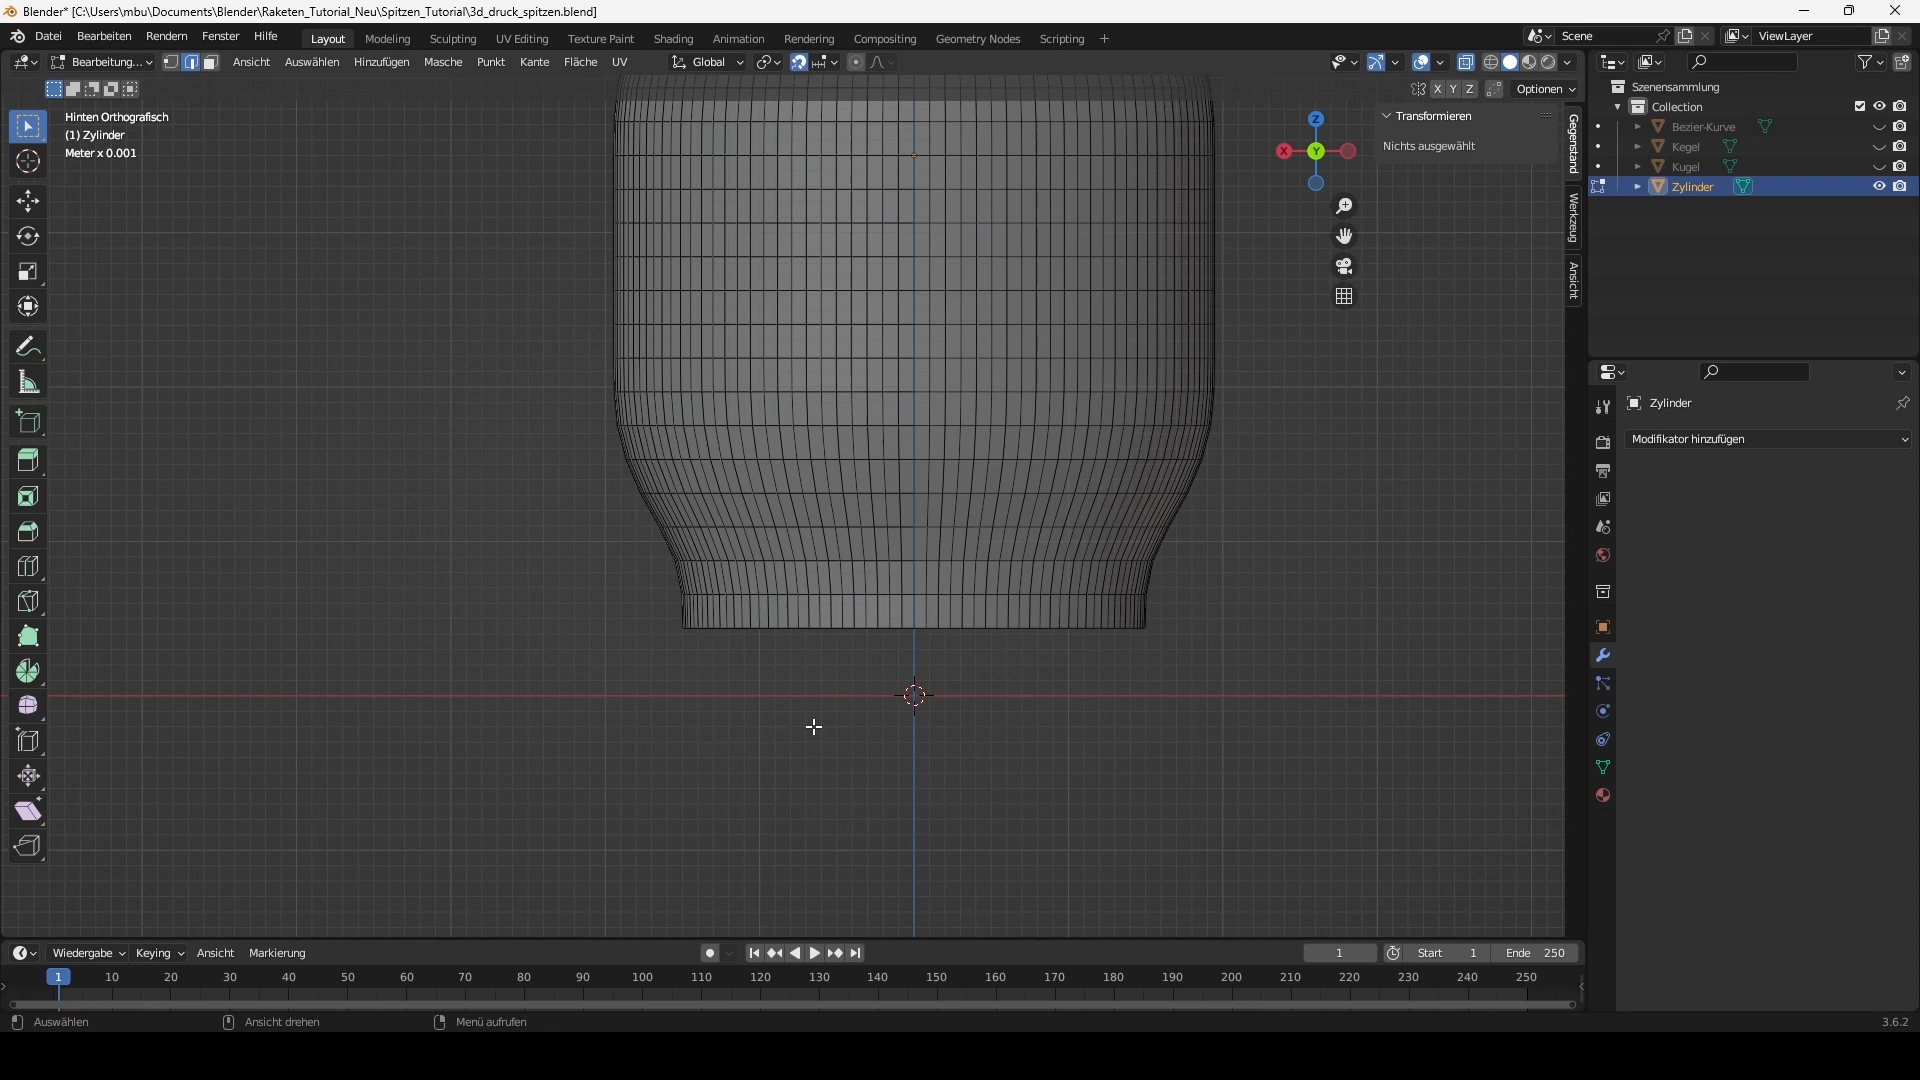 Blender* [C:\Users\mbu\Documents\Blender\Raketen_Tutorial_Neu\Spitzen_Tutorial\3d_druck_spitzen.blend]
Datei Bearbeiten Rendern Fenster Hilfe Layout Modeling Sculpting UV Editing Texture Paint Shading Animation Rendering Compositing Geometry Nodes Scripting + Scene ViewLayer
Bearbeitung... Ansicht Auswählen Hinzufügen Masche Punkt Kante Fläche UV Global
X Y Z Optionen
Hinten Orthografisch
(1) Zylinder
Meter x 0.001
Z
X
Y
Transformieren
Nichts ausgewählt
Gegenstand
Werkzeug
Ansicht
Szenensammlung
Collection
Bezier-Kurve
Kegel
Kugel
Zylinder
Zylinder
Modifikator hinzufügen
Wiedergabe Keying Ansicht Markierung 1 Start 1 Ende 250
1 10 20 30 40 50 60 70 80 90 100 110 120 130 140 150 160 170 180 190 200 210 220 230 240 250
Auswählen Ansicht drehen Menü aufrufen 3.6.2